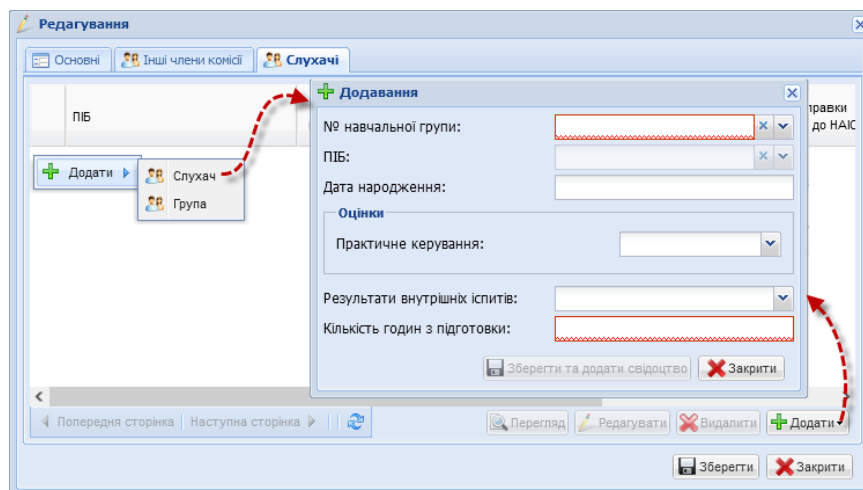 Редагування
Основні Інші члени комісії Слухачі
Додавання
ПІБ
правки
до НАІС
№ навчальної групи:
ПІБ:
Додати
Слухач
Група
Дата народження:
Оцінки
Практичне керування:
Результати внутрішніх іспитів:
Кількість годин з підготовки:
Зберегти та додати свідоцтво Закрити
Попередня сторінка Наступна сторінка Перегляд Редагувати Видалити Додати
Зберегти Закрити